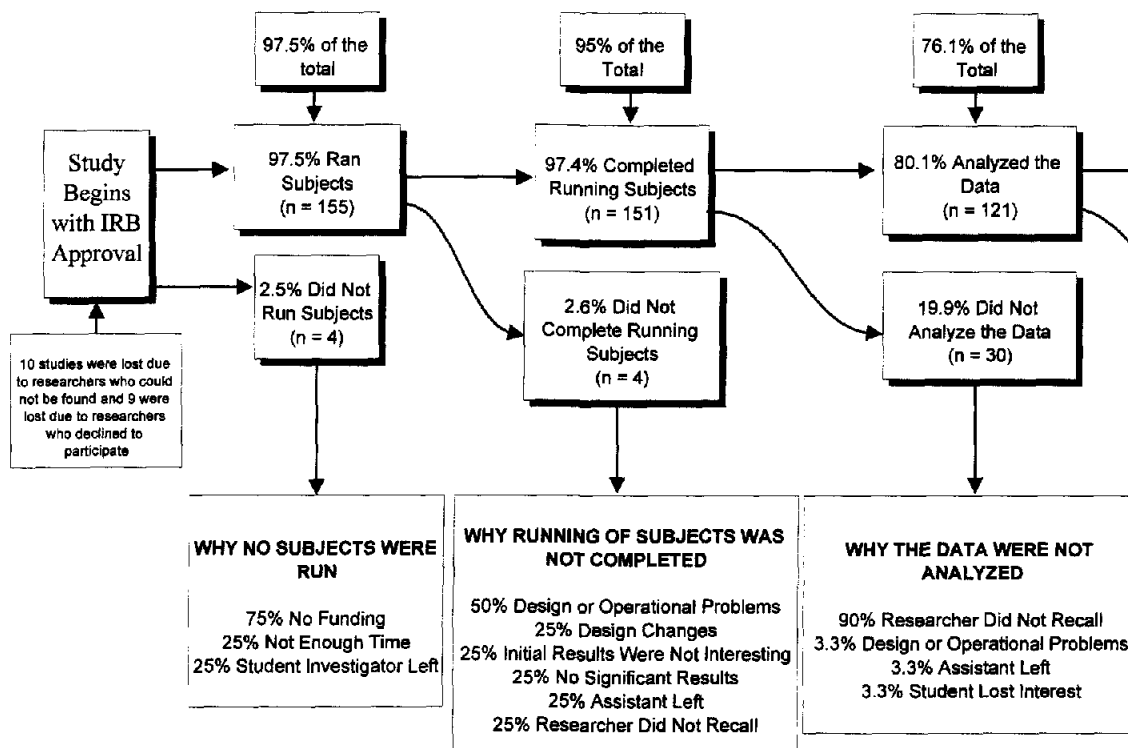 97.5% of the
total
95% of the
Total
76.1% of the
Total
Study
Begins
with IRB
Approval
97.5% Ran
Subjects
(n = 155)
97.4% Completed
Running Subjects
(n = 151)
80.1% Analyzed the
Data
(n = 121)
2.5% Did Not
Run Subjects
(n = 4)
2.6% Did Not
Complete Running
Subjects
(n = 4)
19.9% Did Not
Analyze the Data
(n = 30)
10 studies were lost due
to researchers who could
not be found and 9 were
lost due to researchers
who declined to
participate
WHY NO SUBJECTS WERE
RUN
75% No Funding
25% Not Enough Time
25% Student Investigator Left
WHY RUNNING OF SUBJECTS WAS
NOT COMPLETED
50% Design or Operational Problems
25% Design Changes
25% Initial Results Were Not Interesting
25% No Significant Results
25% Assistant Left
25% Researcher Did Not Recall
WHY THE DATA WERE NOT
ANALYZED
90% Researcher Did Not Recall
3.3% Design or Operational Problems
3.3% Assistant Left
3.3% Student Lost Interest